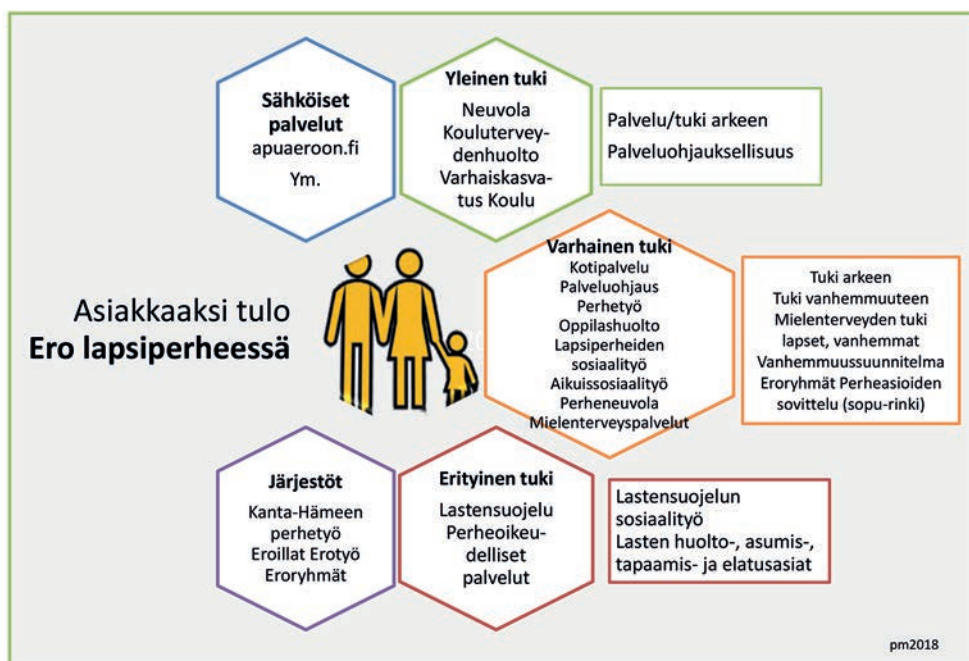 Sähköiset
palvelut
apuaeroon.fi
Ym.
Yleinen tuki
Neuvola
Koulutervey-
denhuolto
Varhaiskasva-
tus Koulu
Palvelu/tuki arkeen
Palveluohjauksellisuus
Asiakkaaksi tulo
Ero lapsiperheessä
Varhainen tuki
Kotipalvelu
Palveluohjaus
Perhetyö
Oppilashuolto
Lapsiperheiden
sosiaalityö
Aikuissosiaalityö
Perheneuvola
Mielenterveyspalvelut
Tuki arkeen
Tuki vanhemmuuteen
Mielenterveyden tuki
lapset, vanhemmat
Vanhemmuussuunnitelma
Eroryhmät Perheasioiden
sovittelu (sopu-rinki)
Järjestöt
Kanta-Hämeen
perhetyö
Eroillat Erotyö
Eroryhmät
Erityinen tuki
Lastensuojelu
Perheoikeu-
delliset
palvelut
Lastensuojelun
sosiaalityö
Lasten huolto-, asumis-,
tapaamis- ja elatusasiat
pm2018